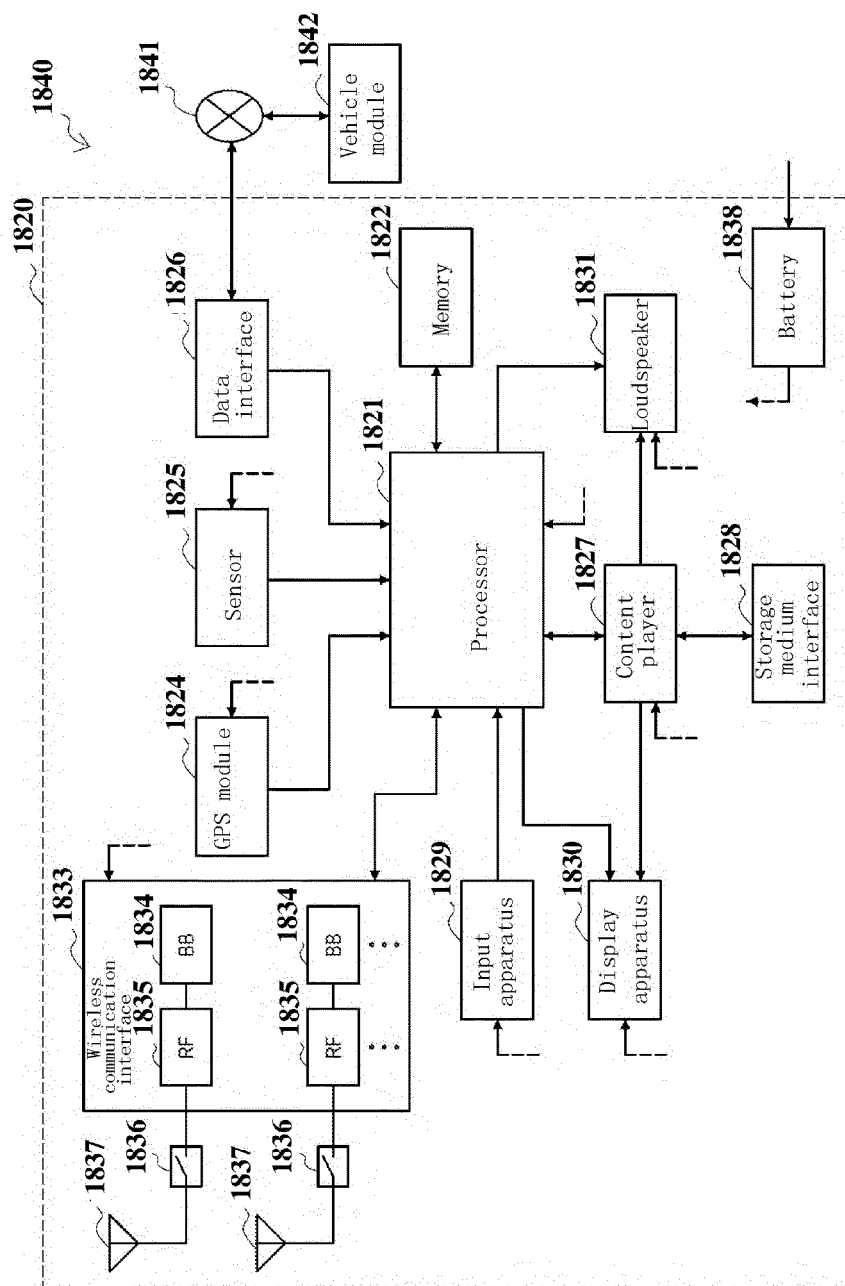 1840
1820
1841
1842
Vehicle
module
1826
Data
interface
1825
Sensor
1824
GPS module
1833
Wireless
communication
interface
1834
BB
1835
RF
1836
1837
1834
BB
1835
RF
1836
1837
1822
Memory
1821
Processor
1831
Loudspeaker
1838
Battery
1827
Content
player
1828
Storage
medium
interface
1829
Input
apparatus
1830
Display
apparatus